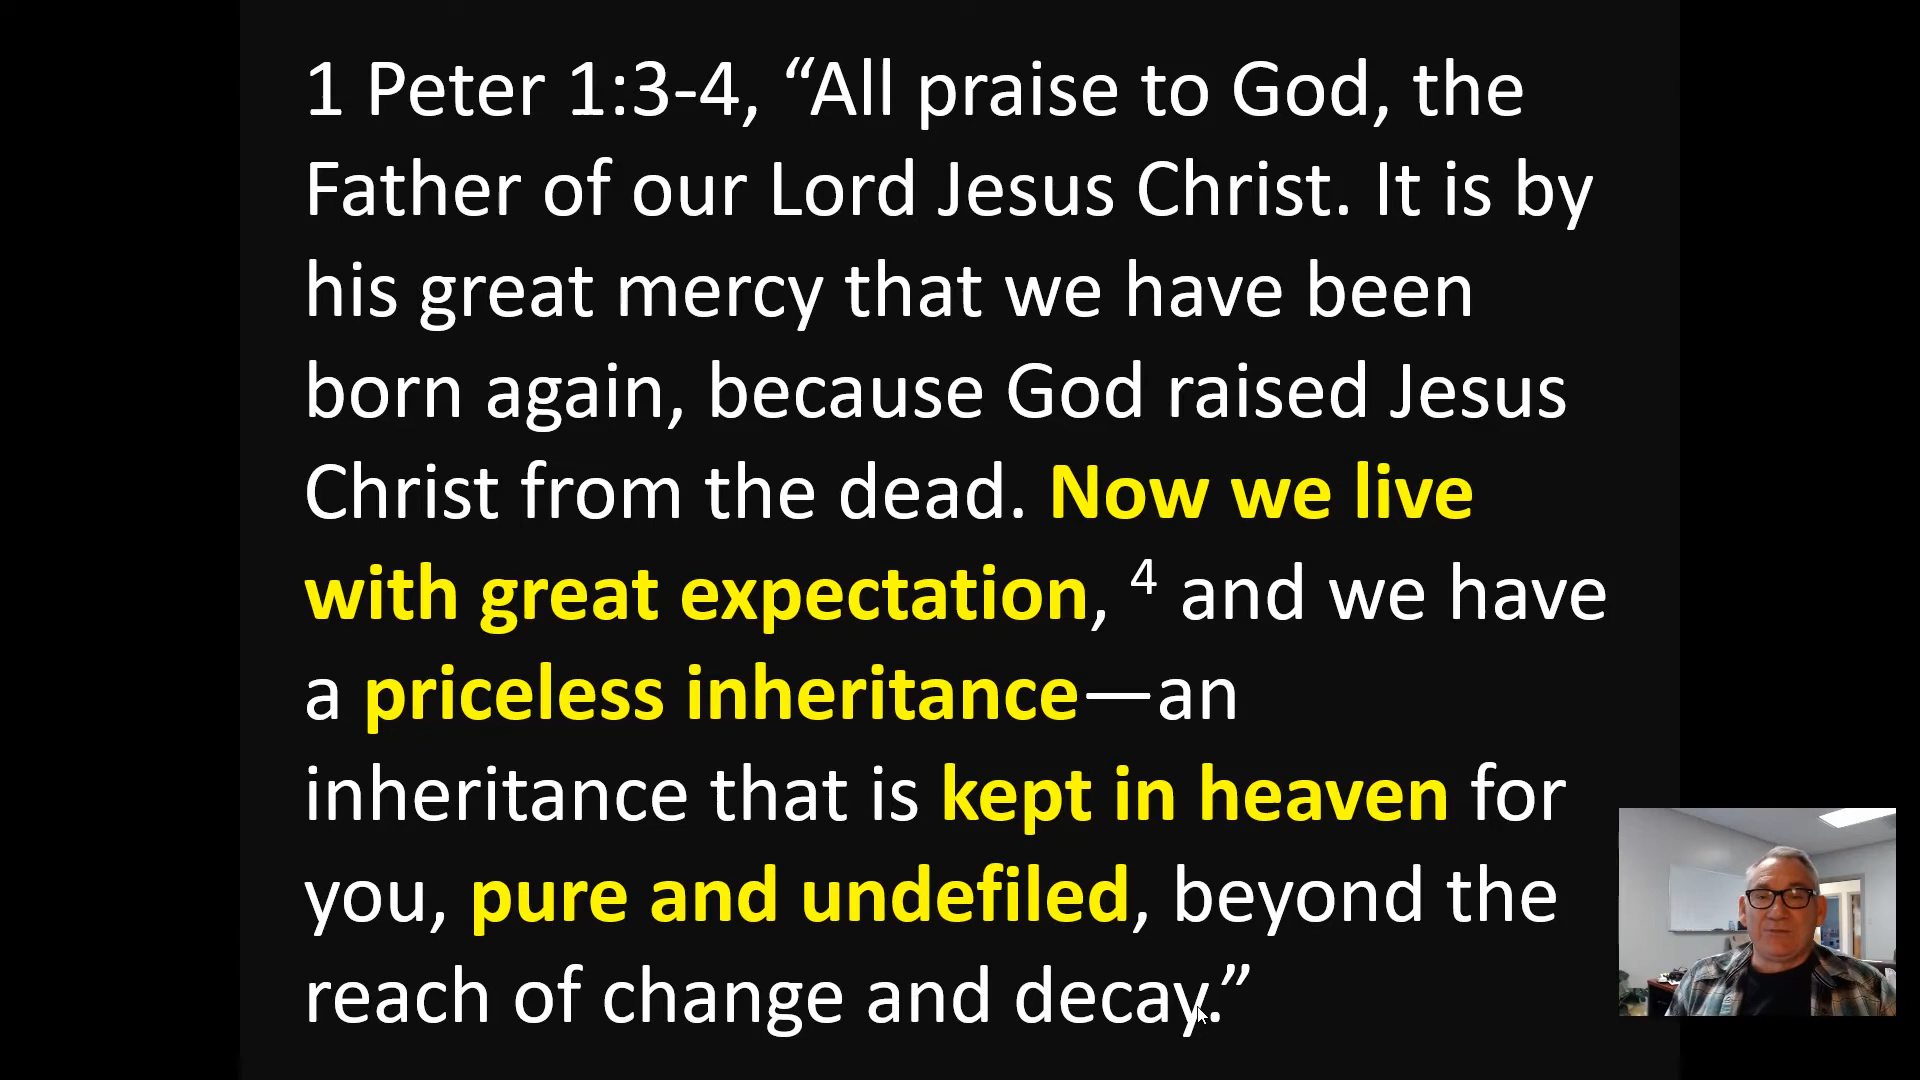 1 Peter 1:3-4, “All praise to God, the
Father of our Lord Jesus Christ. It is by
his great mercy that we have been
born again, because God raised Jesus
Christ from the dead. Now we live
with great expectation, ⁴ and we have
a priceless inheritance—an
inheritance that is kept in heaven for
you, pure and undefiled, beyond the
reach of change and decay.”